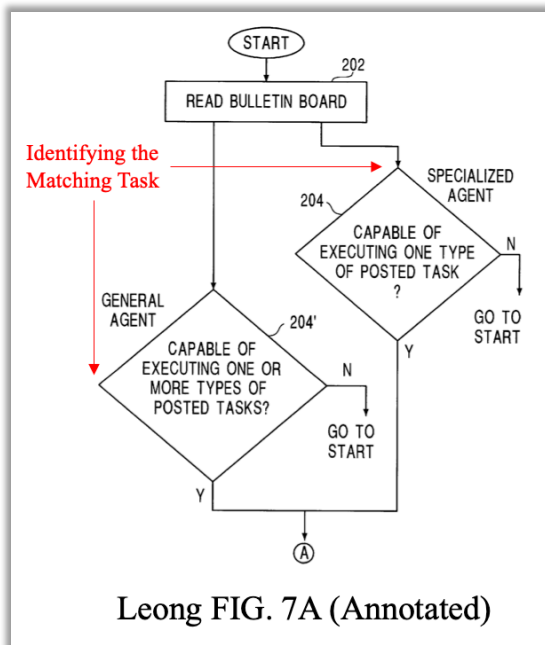 START
202
READ BULLETIN BOARD
Identifying the
Matching Task
SPECIALIZED
AGENT
204
CAPABLE OF
EXECUTING ONE TYPE
OF POSTED TASK
?
N
GO TO
START
Y
GENERAL
AGENT
204'
CAPABLE OF
EXECUTING ONE OR
MORE TYPES OF
POSTED TASKS?
N
GO TO
START
Y
A
Leong FIG. 7A (Annotated)